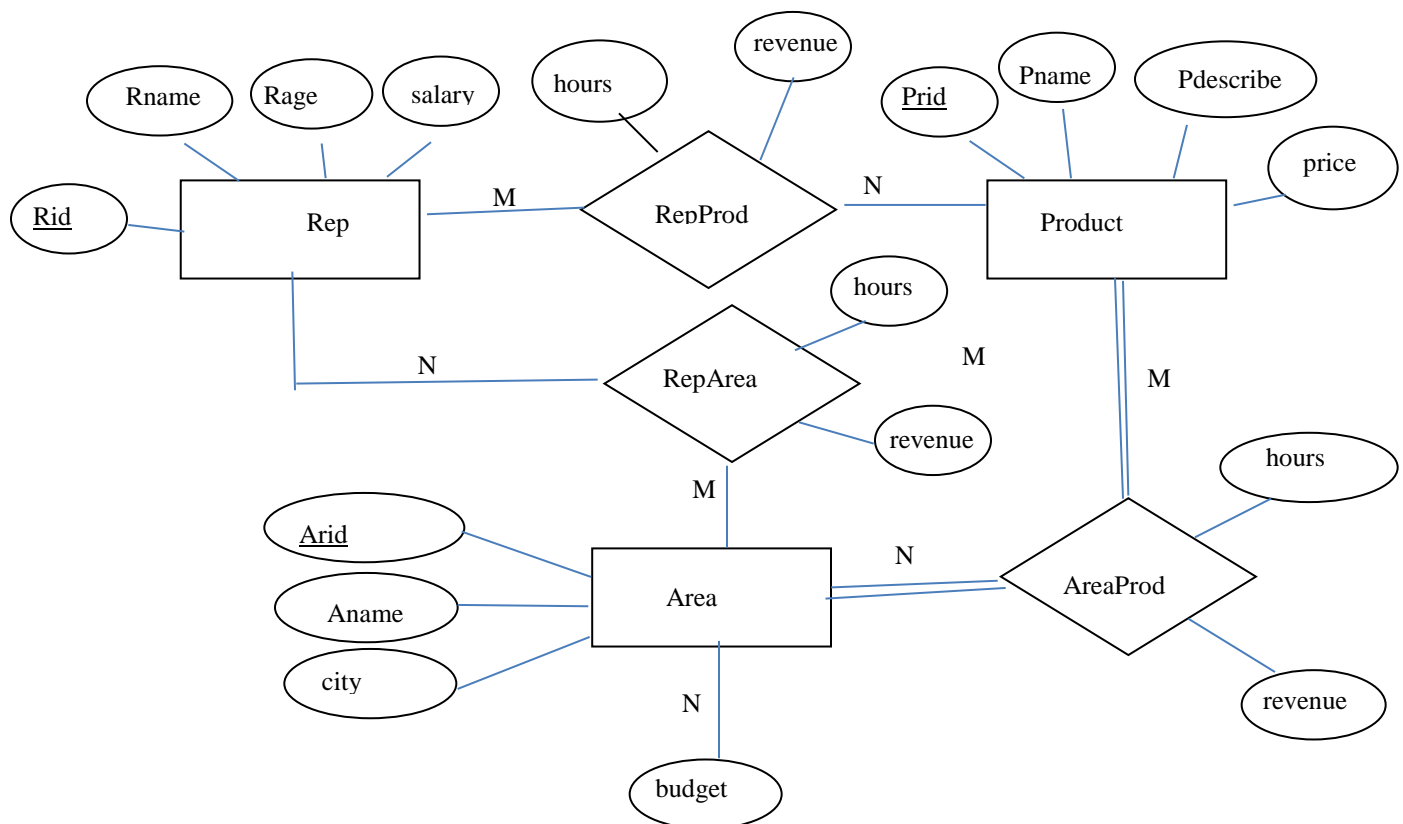 revenue
hours
Rname
Rage
salary
Prid
Pname
Pdescribe
price
Rid
Rep
M
RepProd
N
Product
hours
N
RepArea
M
M
revenue
M
hours
Arid
Aname
city
Area
N
AreaProd
N
revenue
budget